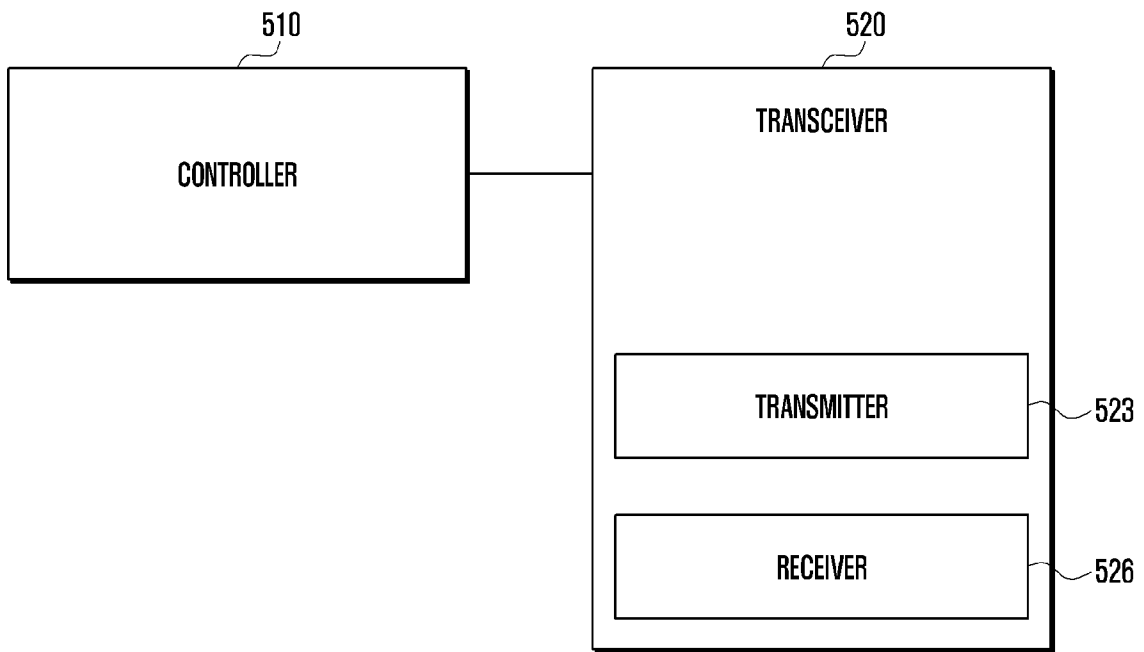 510
520
CONTROLLER
TRANSCEIVER
TRANSMITTER
523
RECEIVER
526